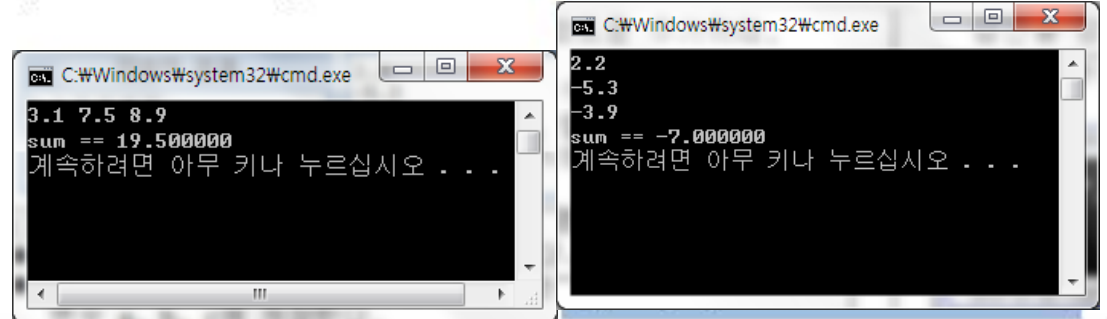 C:\Windows\system32\cmd.exe
3.1 7.5 8.9
sum == 19.500000
계속하려면 아무 키나 누르십시오 . . .
C:\Windows\system32\cmd.exe
2.2
-5.3
-3.9
sum == -7.000000
계속하려면 아무 키나 누르십시오 . . .